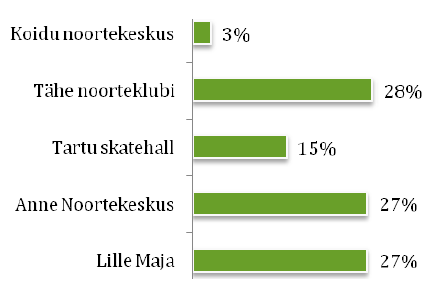 Koidu noortekeskus 3%
Tähe noorteklubi 28%
Tartu skatehall 15%
Anne Noortekeskus 27%
Lille Maja 27%